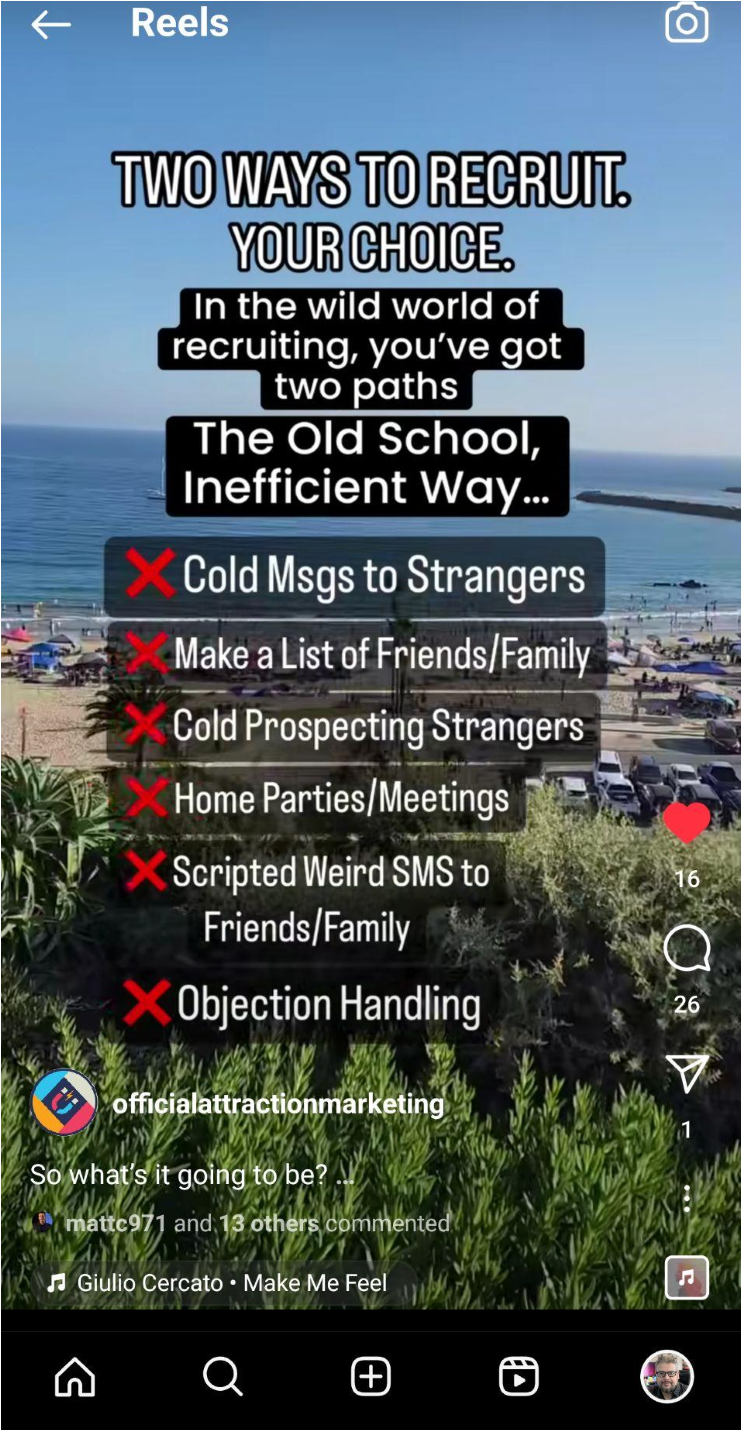 Reels
TWO WAYS TO RECRUIT.
YOUR CHOICE.
In the wild world of
recruiting, you've got
two paths
The Old School,
Inefficient Way...
❌Cold Msgs to Strangers
❌Make a List of Friends/Family
❌Cold Prospecting Strangers
❌Home Parties/Meetings
❌Scripted Weird SMS to
Friends/Family
❌Objection Handling
16
26
1
officialattractionmarketing
So what's it going to be? ...
mattc971 and 13 others commented
Giulio Cercato • Make Me Feel